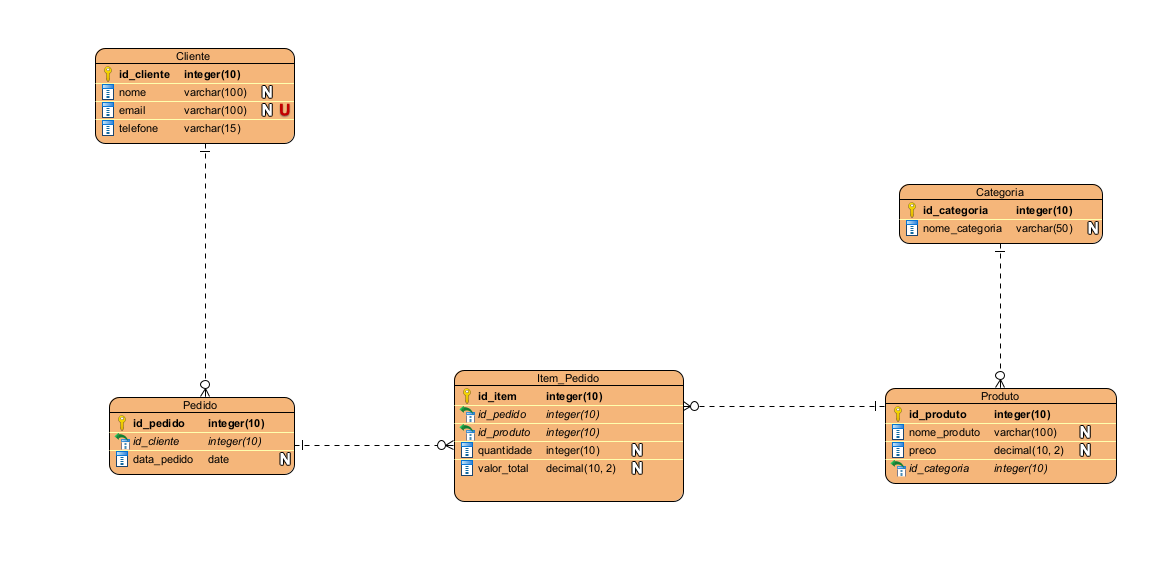 Cliente
id_cliente integer(10)
nome varchar(100) N
email varchar(100) N U
telefone varchar(15)
Categoria
id_categoria integer(10)
nome_categoria varchar(50) N
Pedido
id_pedido integer(10)
id_cliente integer(10)
data_pedido date N
Item_Pedido
id_item integer(10)
id_pedido integer(10)
id_produto integer(10)
quantidade integer(10) N
valor_total decimal(10, 2) N
Produto
id_produto integer(10)
nome_produto varchar(100) N
preco decimal(10, 2) N
id_categoria integer(10)